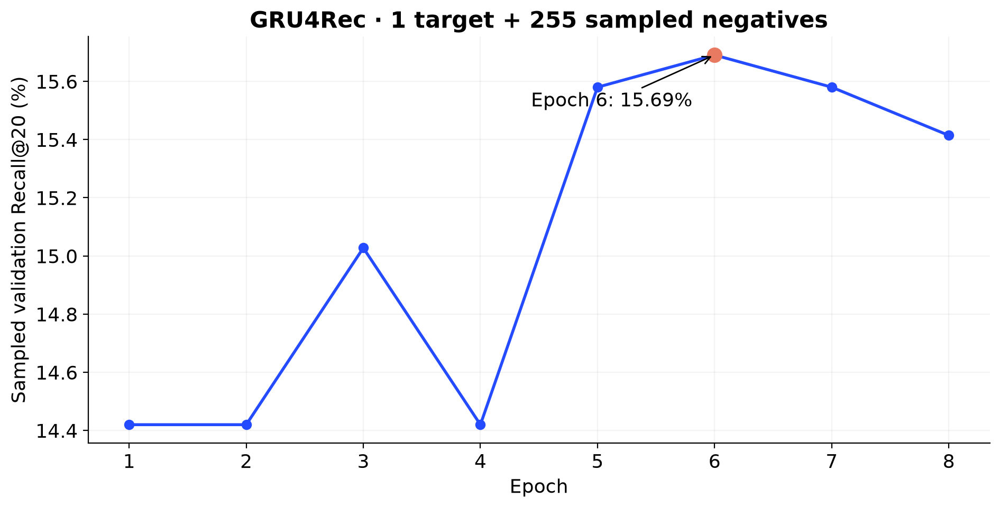 GRU4Rec · 1 target + 255 sampled negatives
Sampled validation Recall@20 (%)
15.6
15.4
15.2
15.0
14.8
14.6
14.4
Epoch 6: 15.69%
1 2 3 4 5 6 7 8
Epoch